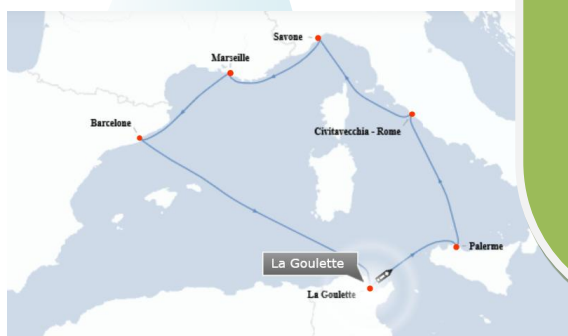 Savone
Marseille
Barcelone
Civitavecchia - Rome
Palerme
La Goulette
La Goulette